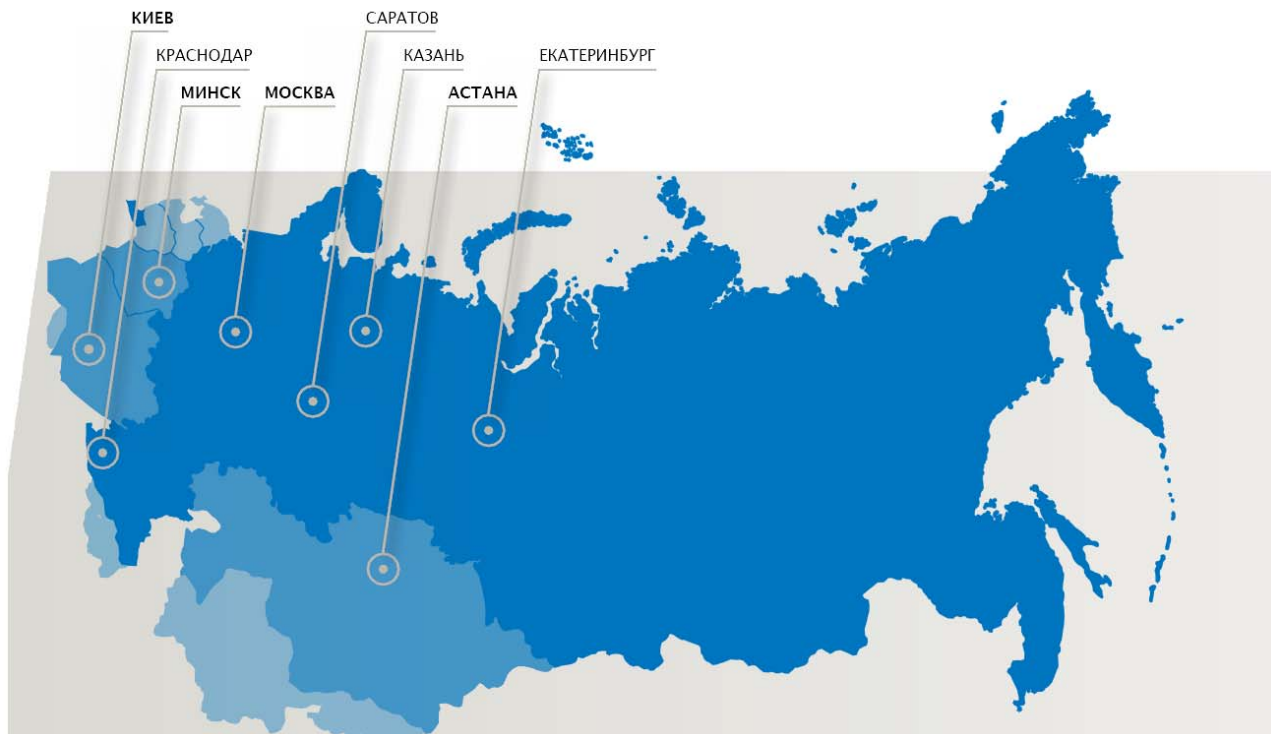 КИЕВ САРАТОВ
КРАСНОДАР КАЗАНЬ ЕКАТЕРИНБУРГ
МИНСК МОСКВА АСТАНА